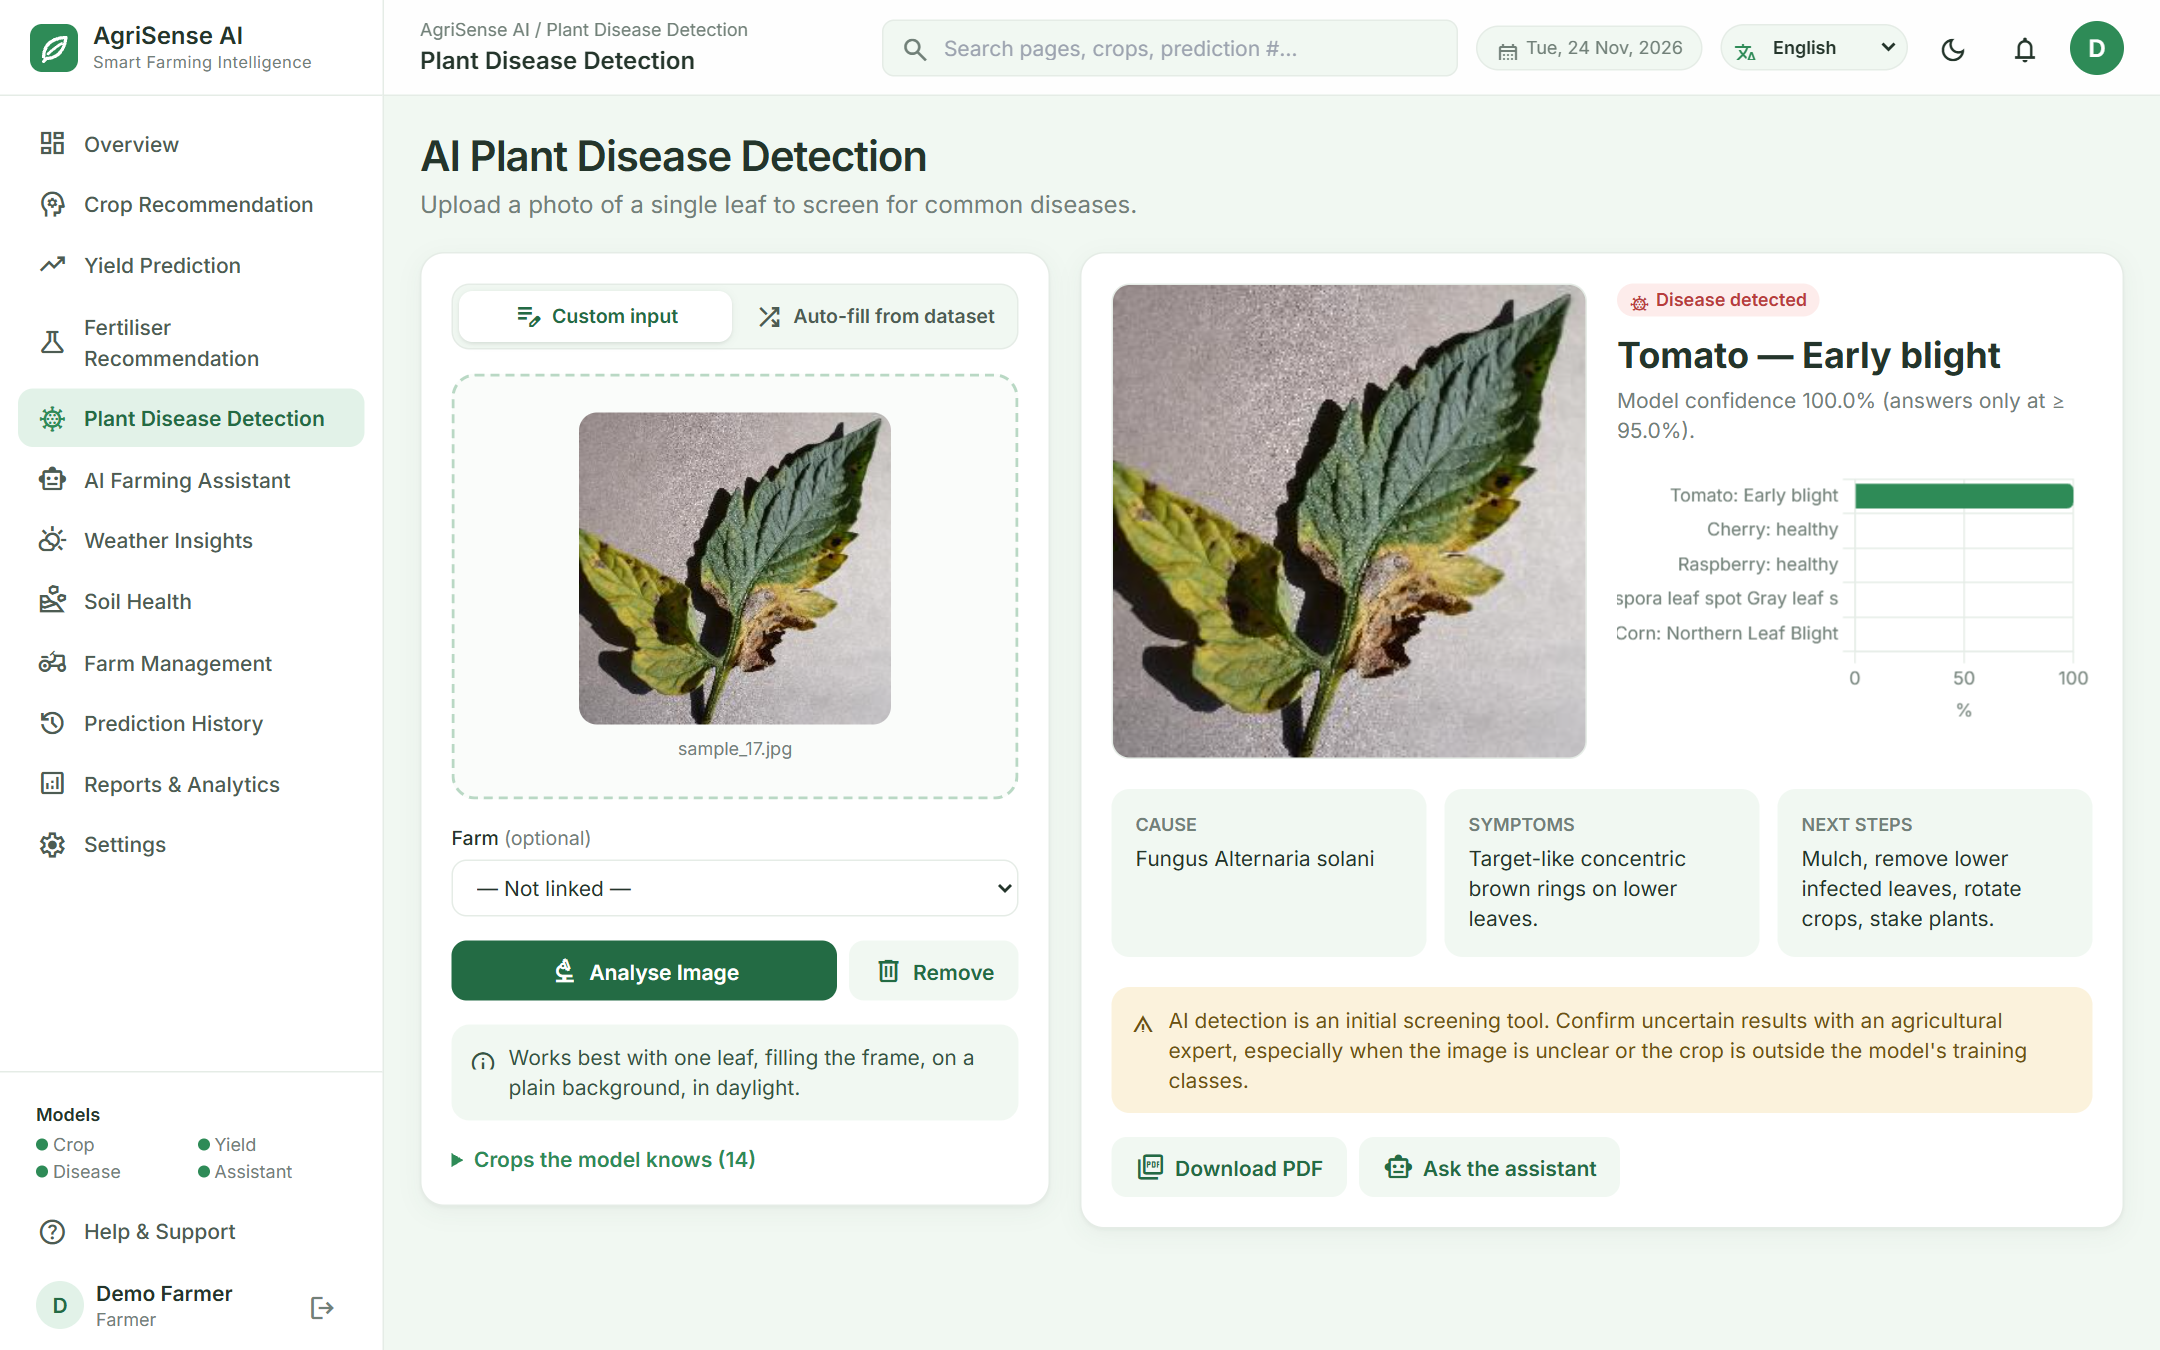 AgriSense AI
Smart Farming Intelligence
AgriSense AI / Plant Disease Detection
Plant Disease Detection
Search pages, crops, prediction #...
Tue, 24 Nov, 2026
English
D
Overview
Crop Recommendation
Yield Prediction
Fertiliser
Recommendation
Plant Disease Detection
AI Farming Assistant
Weather Insights
Soil Health
Farm Management
Prediction History
Reports & Analytics
Settings
Models
Crop
Yield
Disease
Assistant
Help & Support
D
Demo Farmer
Farmer
AI Plant Disease Detection
Upload a photo of a single leaf to screen for common diseases.
Custom input
Auto-fill from dataset
sample_17.jpg
Farm (optional)
— Not linked —
Analyse Image
Remove
Works best with one leaf, filling the frame, on a
plain background, in daylight.
Crops the model knows (14)
Disease detected
Tomato — Early blight
Model confidence 100.0% (answers only at ≥
95.0%).
Tomato: Early blight
Cherry: healthy
Raspberry: healthy
spora leaf spot Gray leaf s
Corn: Northern Leaf Blight
0
50
100
%
CAUSE
Fungus Alternaria solani
SYMPTOMS
Target-like concentric
brown rings on lower
leaves.
NEXT STEPS
Mulch, remove lower
infected leaves, rotate
crops, stake plants.
AI detection is an initial screening tool. Confirm uncertain results with an agricultural
expert, especially when the image is unclear or the crop is outside the model's training
classes.
PDF
Download PDF
Ask the assistant